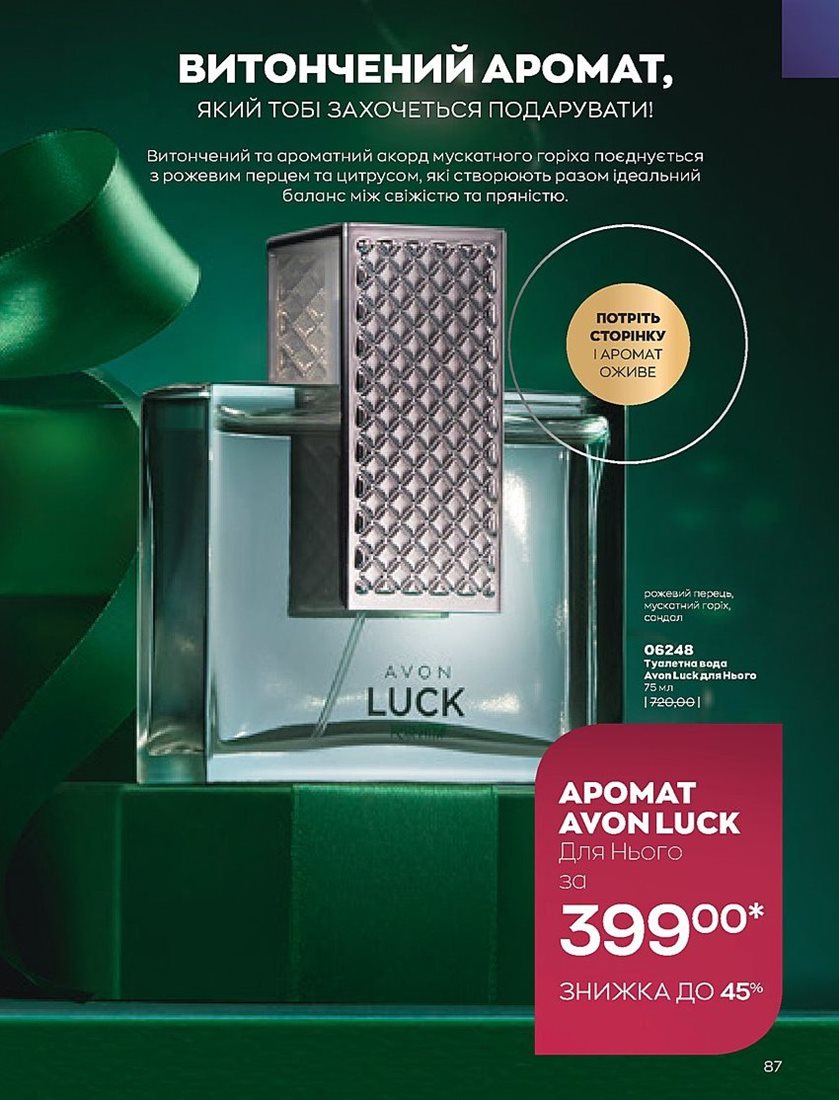 ВИТОНЧЕНИЙ АРОМАТ,
ЯКИЙ ТОБІ ЗАХОЧЕТЬСЯ ПОДАРУВАТИ!
Витончений та ароматний акорд мускатного горіха поєднується
з рожевим перцем та цитрусом, які створюють разом ідеальний
баланс між свіжістю та пряністю.
ПОТРІТЬ
СТОРІНКУ
І АРОМАТ
ОЖИВЕ
рожевий перець,
мускатний горіх,
сандал
06248
Туалетна вода
Avon Luck для Нього
75 мл
|720,00|
AVON
LUCK
АРОМАТ
AVON LUCK
Для Нього
за
399⁰⁰*
ЗНИЖКА ДО 45%
87